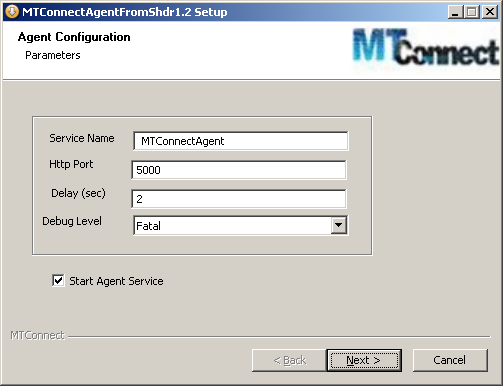 MTConnectAgentFromShdr1.2 Setup
Agent Configuration
Parameters
MTConnect
Service Name MTConnectAgent
Http Port 5000
Delay (sec) 2
Debug Level Fatal
Start Agent Service
MTConnect
< Back Next > Cancel